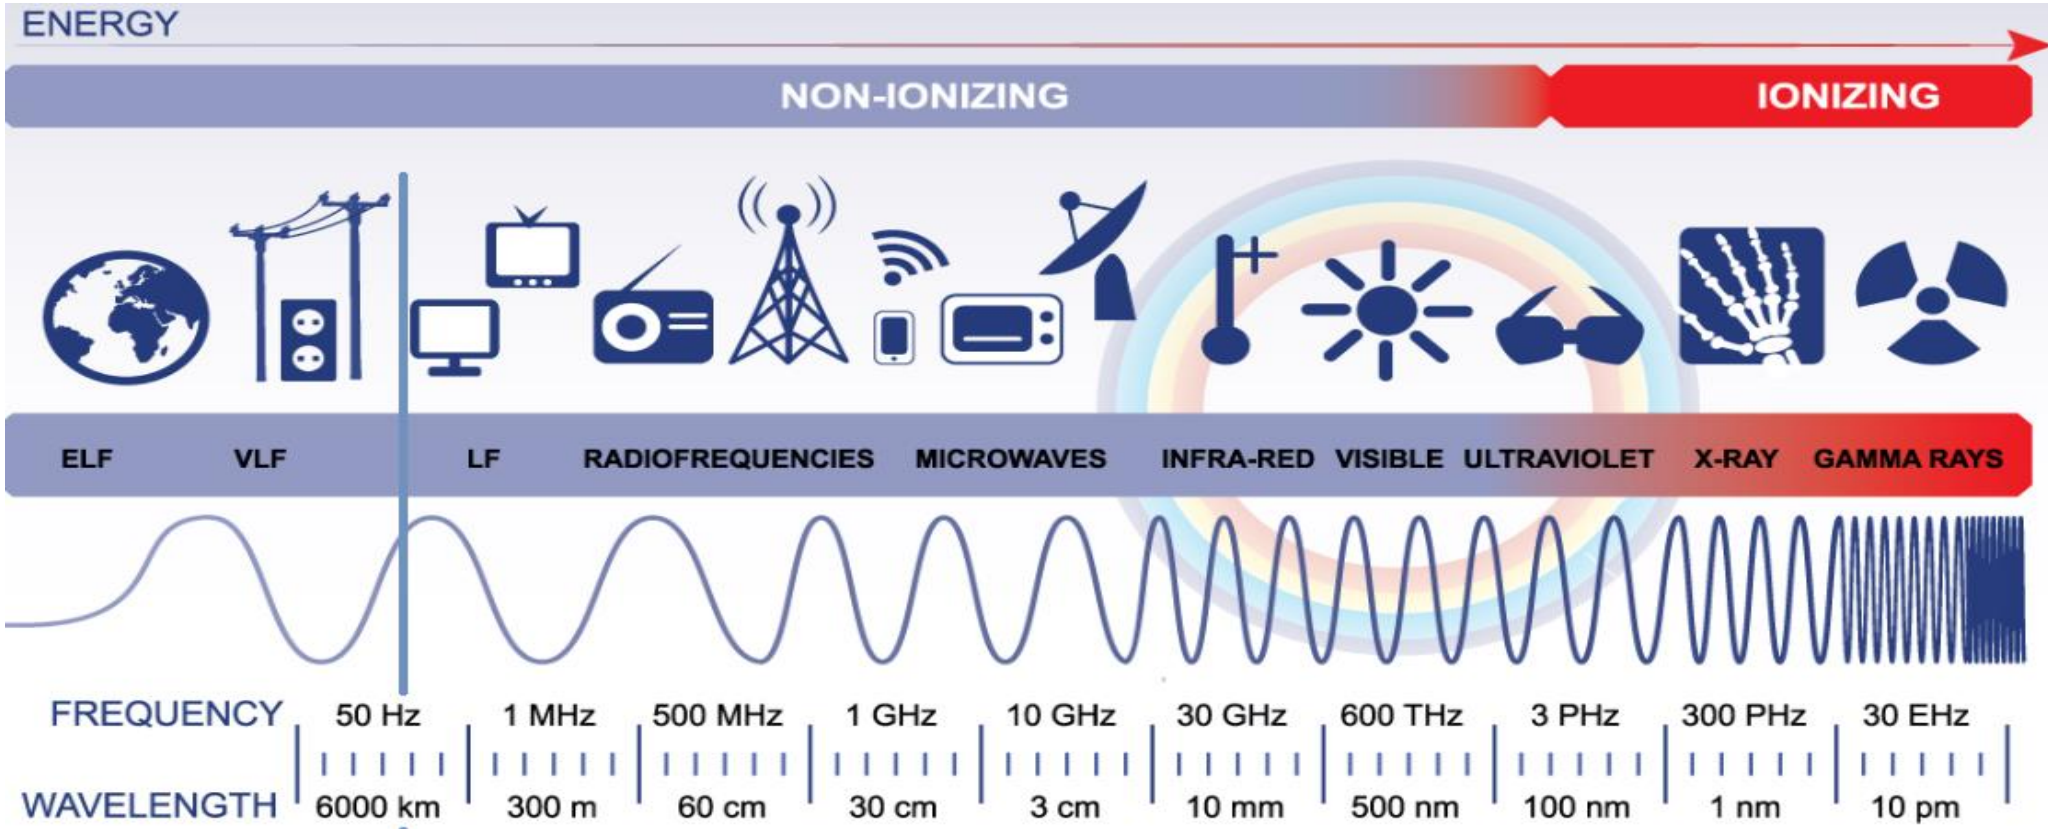 ENERGY
NON-IONIZING IONIZING
ELF VLF LF RADIOFREQUENCIES MICROWAVES INFRA-RED VISIBLE ULTRAVIOLET X-RAY GAMMA RAYS
FREQUENCY 50 Hz 1 MHz 500 MHz 1 GHz 10 GHz 30 GHz 600 THz 3 PHz 300 PHz 30 EHz
WAVELENGTH 6000 km 300 m 60 cm 30 cm 3 cm 10 mm 500 nm 100 nm 1 nm 10 pm